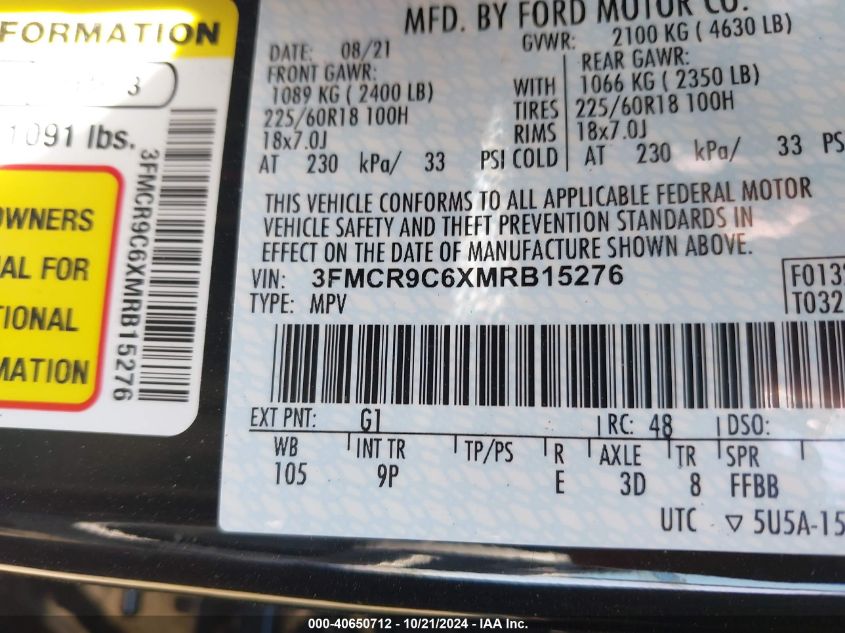 FORMATION
3
1091 lbs.
OWNERS
AL FOR
TIONAL
MATION
3FMCR9C6XMRB15276
MFD. BY FORD MOTOR CO.
DATE: 08/21
GVWR: 2100 KG ( 4630 LB)
FRONT GAWR:
1089 KG ( 2400 LB)
225/60R18 100H
18x7.0J
AT 230 kPa/ 33 PSI COLD
WITH
TIRES
RIMS
REAR GAWR:
1066 KG ( 2350 LB)
225/60R18 100H
18x7.0J
AT 230 kPa/ 33 PS
THIS VEHICLE CONFORMS TO ALL APPLICABLE FEDERAL MOTOR
VEHICLE SAFETY AND THEFT PREVENTION STANDARDS IN
EFFECT ON THE DATE OF MANUFACTURE SHOWN ABOVE.
VIN: 3FMCR9C6XMRB15276
TYPE: MPV
F013
T032
EXT PNT: G1 RC: 48 DSO:
WB INT TR TP/PS R AXLE TR SPR
105 9P E 3D 8 FFBB
UTC ▽ 5U5A-15
000-40650712 - 10/21/2024 - IAA Inc.